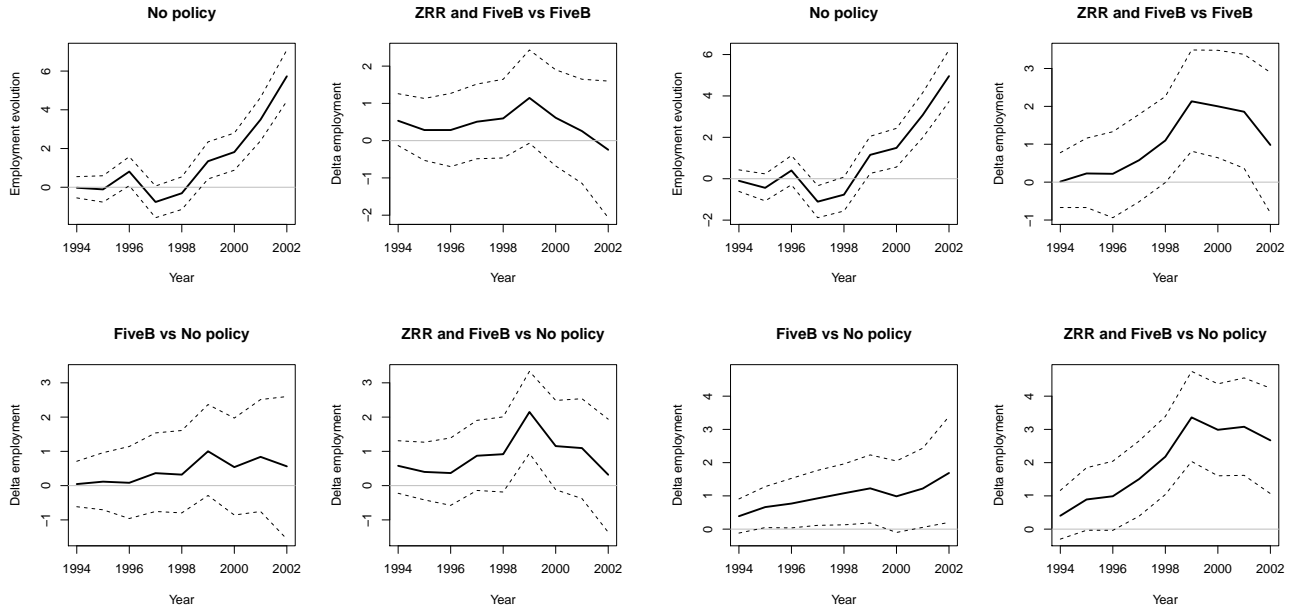 No policy
Employment evolution
6
4
2
0
1994 1996 1998 2000 2002
Year
ZRR and FiveB vs FiveB
Delta employment
2
1
0
−1
−2
1994 1996 1998 2000 2002
Year
No policy
Employment evolution
6
4
2
0
−2
1994 1996 1998 2000 2002
Year
ZRR and FiveB vs FiveB
Delta employment
3
2
1
0
−1
1994 1996 1998 2000 2002
Year
FiveB vs No policy
Delta employment
3
2
1
0
−1
1994 1996 1998 2000 2002
Year
ZRR and FiveB vs No policy
Delta employment
3
2
1
0
−1
1994 1996 1998 2000 2002
Year
FiveB vs No policy
Delta employment
4
3
2
1
0
1994 1996 1998 2000 2002
Year
ZRR and FiveB vs No policy
Delta employment
4
3
2
1
0
1994 1996 1998 2000 2002
Year